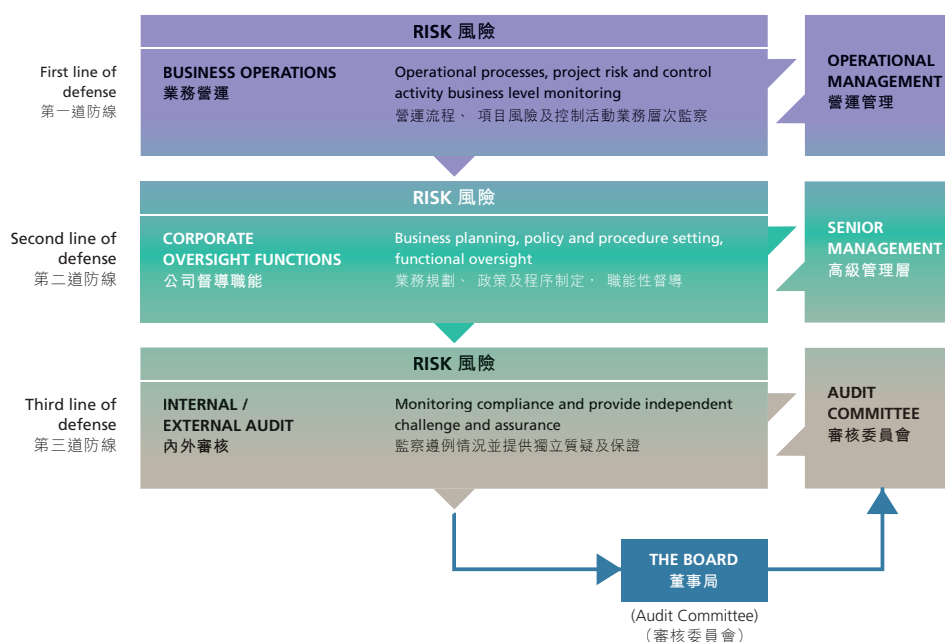 RISK 風險
First line of
defense
第一道防線
BUSINESS OPERATIONS
業務營運
Operational processes, project risk and control
activity business level monitoring
營運流程、 項目風險及控制活動業務層次監察
OPERATIONAL
MANAGEMENT
營運管理
RISK 風險
Second line of
defense
第二道防線
CORPORATE
OVERSIGHT FUNCTIONS
公司督導職能
Business planning, policy and procedure setting,
functional oversight
業務規劃、 政策及程序制定， 職能性督導
SENIOR
MANAGEMENT
高級管理層
RISK 風險
Third line of
defense
第三道防線
INTERNAL /
EXTERNAL AUDIT
內外審核
Monitoring compliance and provide independent
challenge and assurance
監察遵例情況並提供獨立質疑及保證
AUDIT
COMMITTEE
審核委員會
THE BOARD
董事局
(Audit Committee)
（審核委員會）